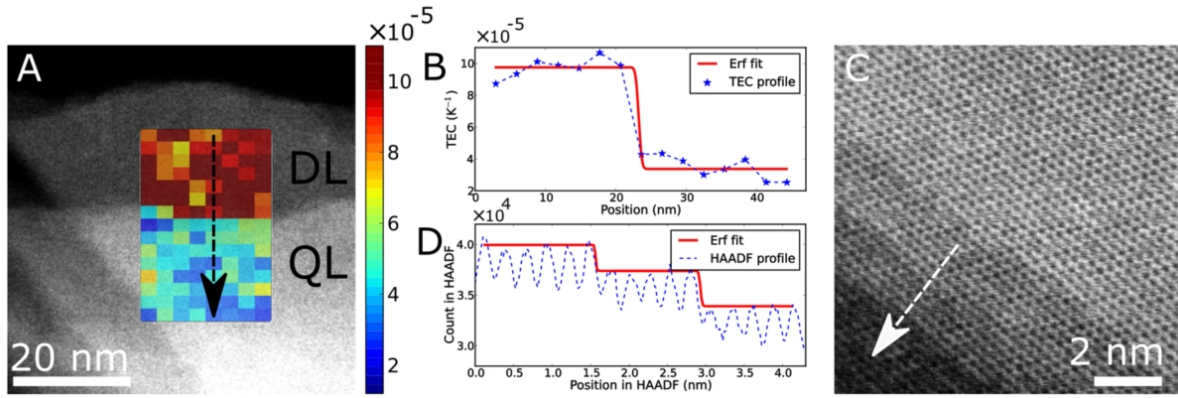 A
DL
QL
20 nm
×10⁻⁵
10
8
6
4
2
B
×10⁻⁵
TEC (K⁻¹)
10
8
6
4
2
Erf fit
TEC profile
0 10 20 30 40 50
Position (nm)
D
×10⁴
Count in HAADF
4.0
3.5
3.0
Erf fit
HAADF profile
0.0 0.5 1.0 1.5 2.0 2.5 3.0 3.5 4.0
Position in HAADF (nm)
C
2 nm